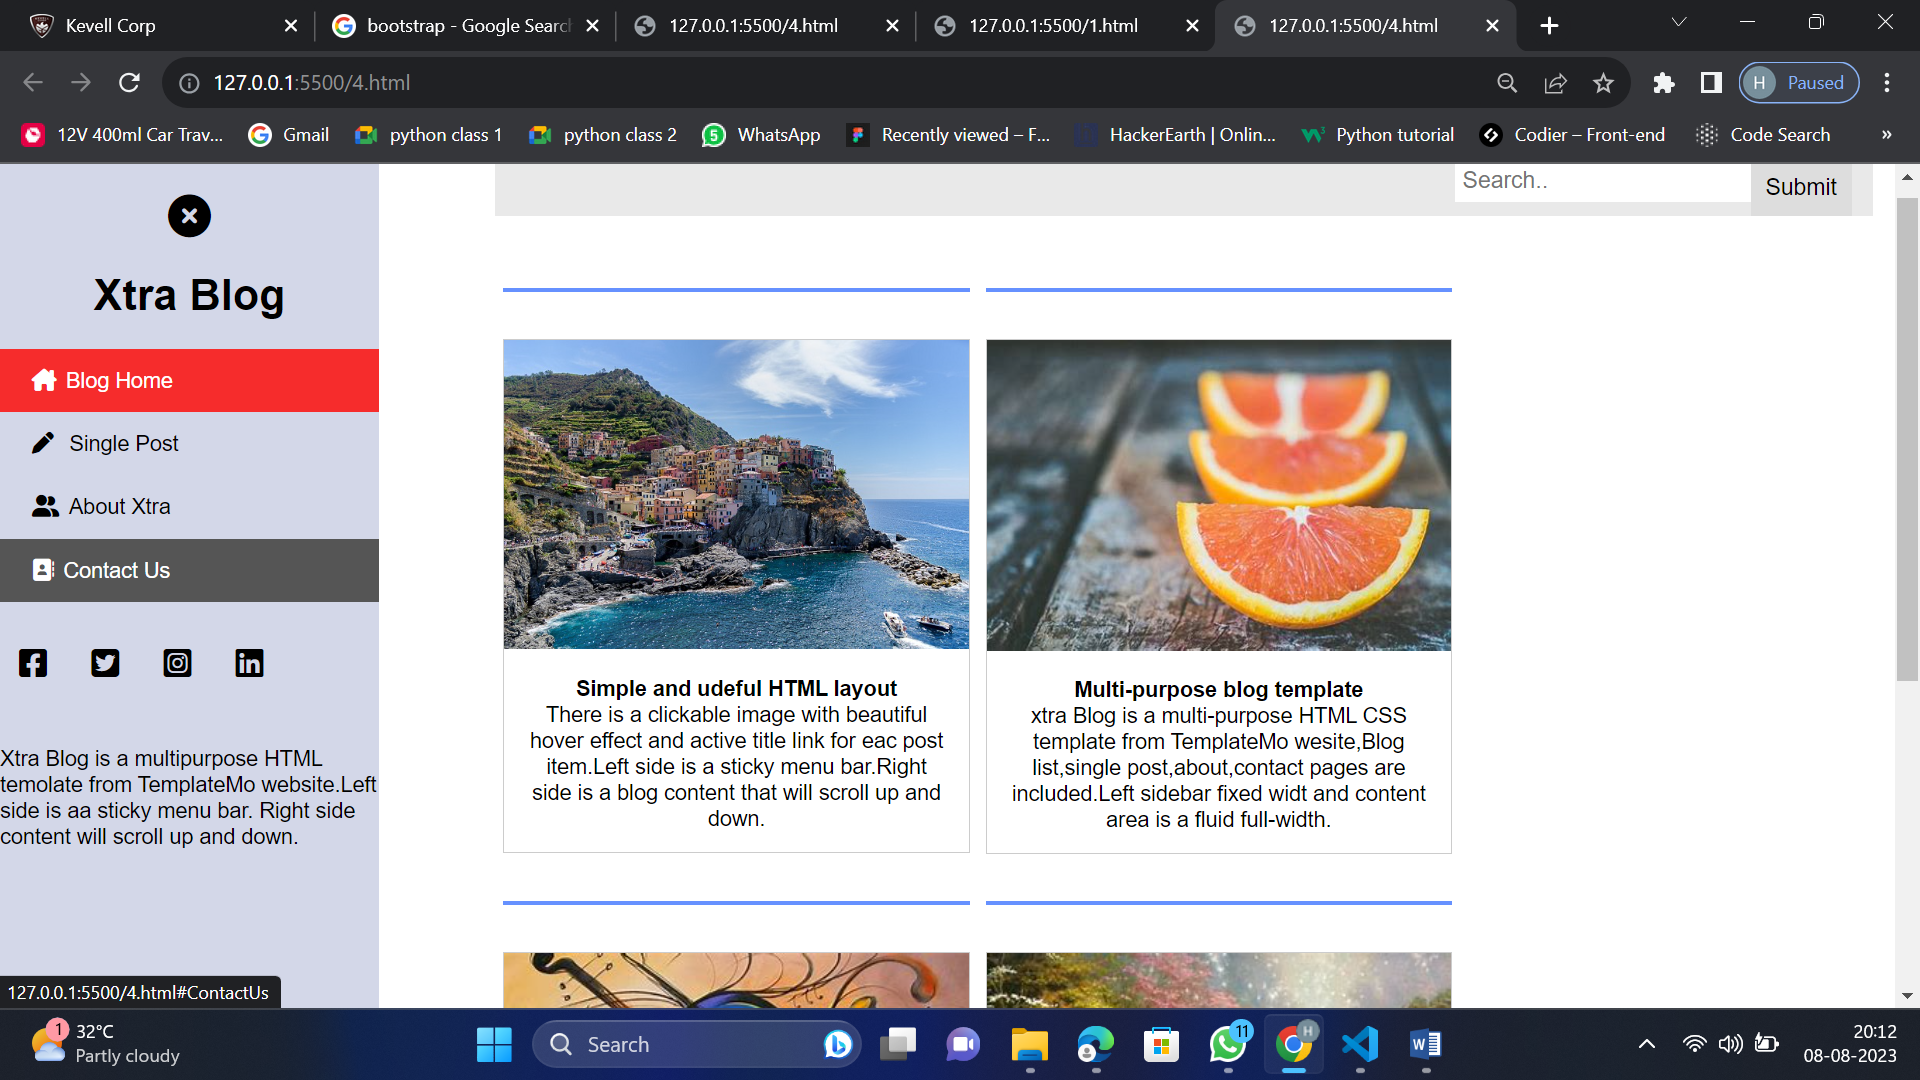 Kevell Corp
bootstrap - Google Search
127.0.0.1:5500/4.html
127.0.0.1:5500/1.html
127.0.0.1:5500/4.html
127.0.0.1:5500/4.html
H
Paused
12V 400ml Car Trav...
Gmail
python class 1
python class 2
WhatsApp
Recently viewed – F...
HackerEarth | Onlin...
Python tutorial
Codier – Front-end
Code Search
»
Search..
Submit
Xtra Blog
Blog Home
Single Post
About Xtra
Contact Us
Xtra Blog is a multipurpose HTML
temolate from TemplateMo website.Left
side is aa sticky menu bar. Right side
content will scroll up and down.
Simple and udeful HTML layout
There is a clickable image with beautiful
hover effect and active title link for eac post
item.Left side is a sticky menu bar.Right
side is a blog content that will scroll up and
down.
Multi-purpose blog template
xtra Blog is a multi-purpose HTML CSS
template from TemplateMo wesite,Blog
list,single post,about,contact pages are
included.Left sidebar fixed widt and content
area is a fluid full-width.
127.0.0.1:5500/4.html#ContactUs
1
32°C
Partly cloudy
Search
11
H
20:12
08-08-2023